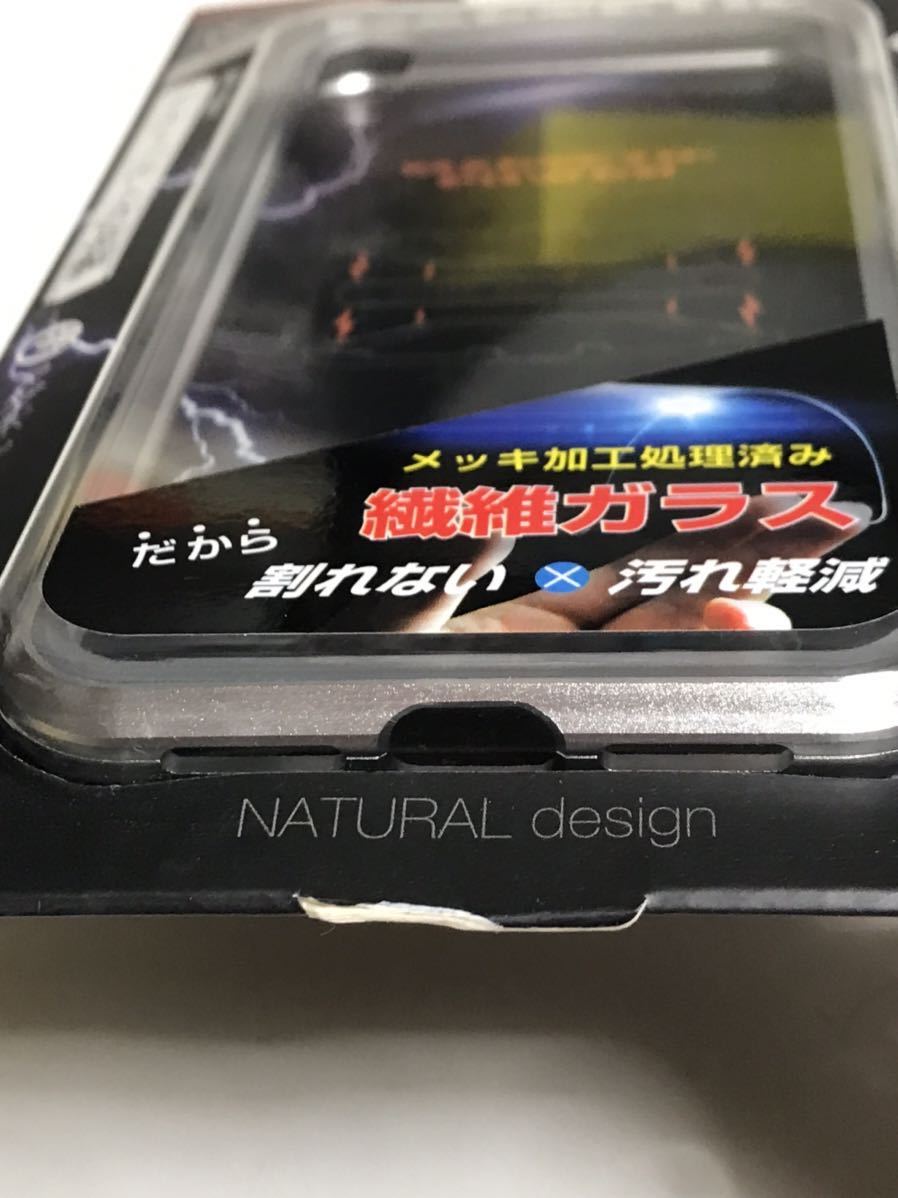 メッキ加工処理済み
繊維ガラス
だから
割れない × 汚れ軽減
NATURAL design